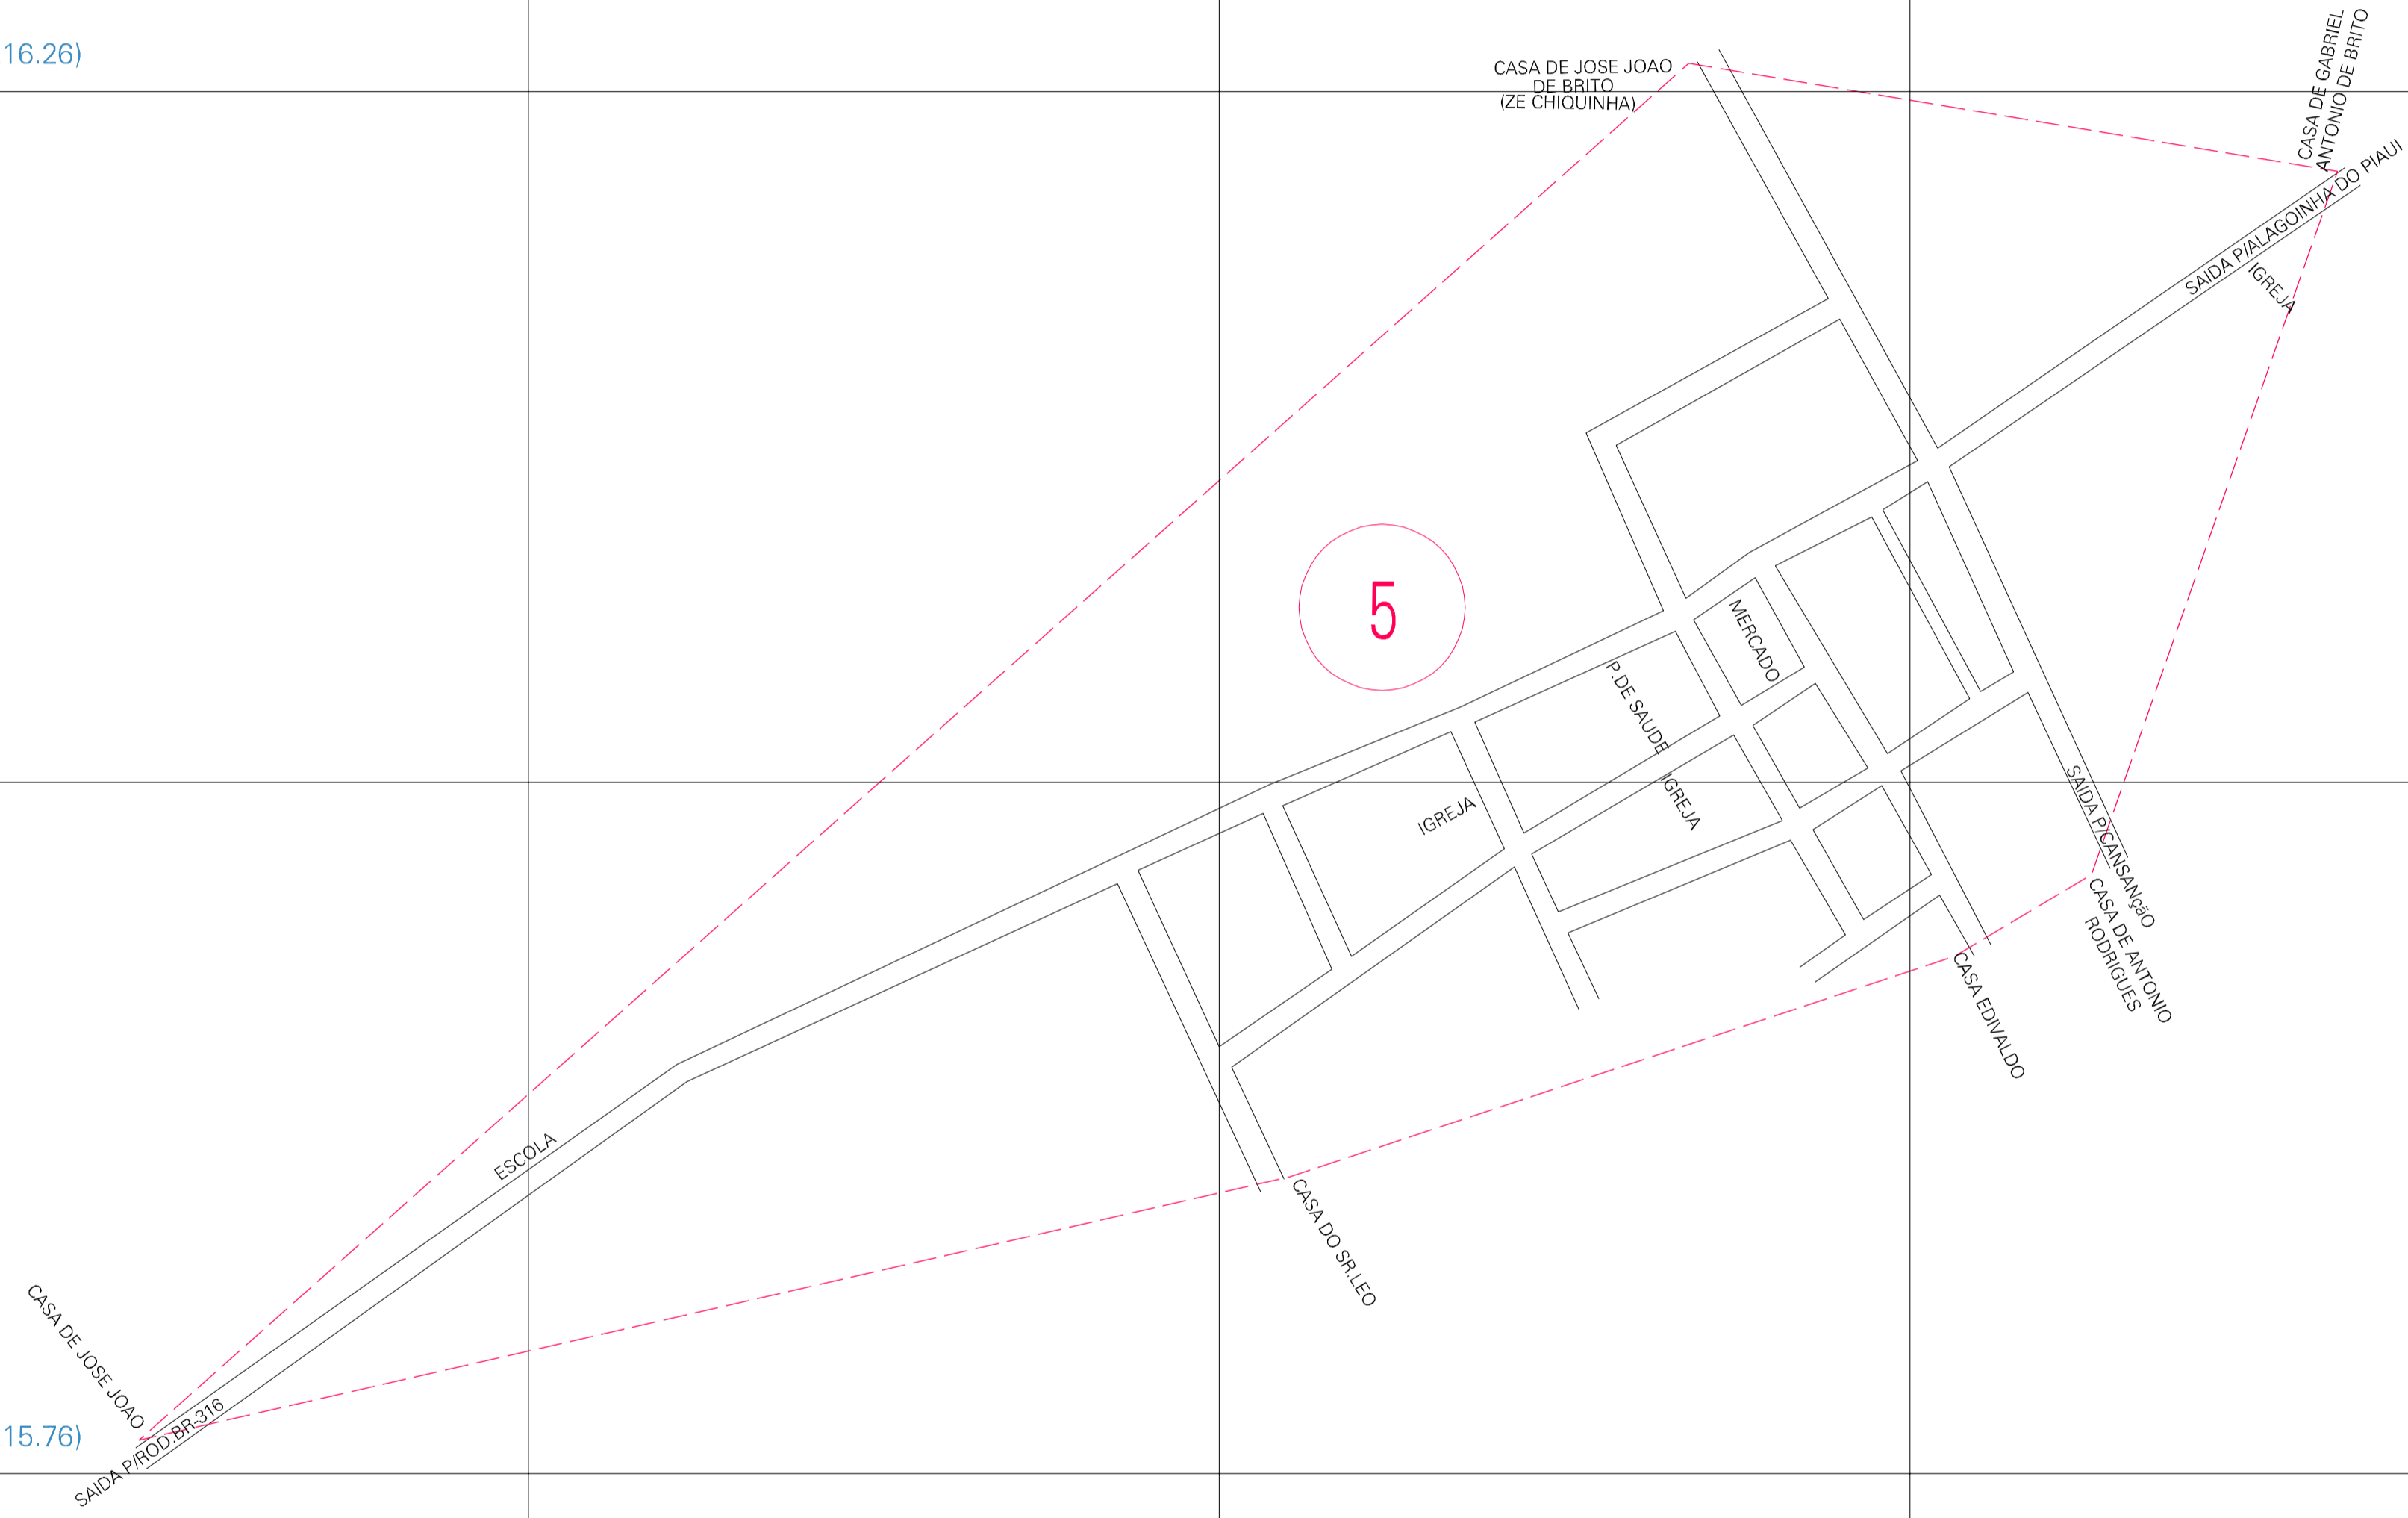 16.26)
CASA DE JOSE JOAO
DE BRITO
(ZE CHIQUINHA)
CASA DE GABRIEL
ANTONIO DE BRITO
SAIDA P/ALAGOINHA DO PIAUI
IGREJA
5
MERCADO
P.DE SAUDE
IGREJA
IGREJA
SAIDA P/CANSANçãO
CASA DE ANTONIO
RODRIGUES
CASA EDIVALDO
ESCOLA
CASA DO SR.LEO
CASA DE JOSE JOAO
SAIDA P/ROD.BR-316
15.76)